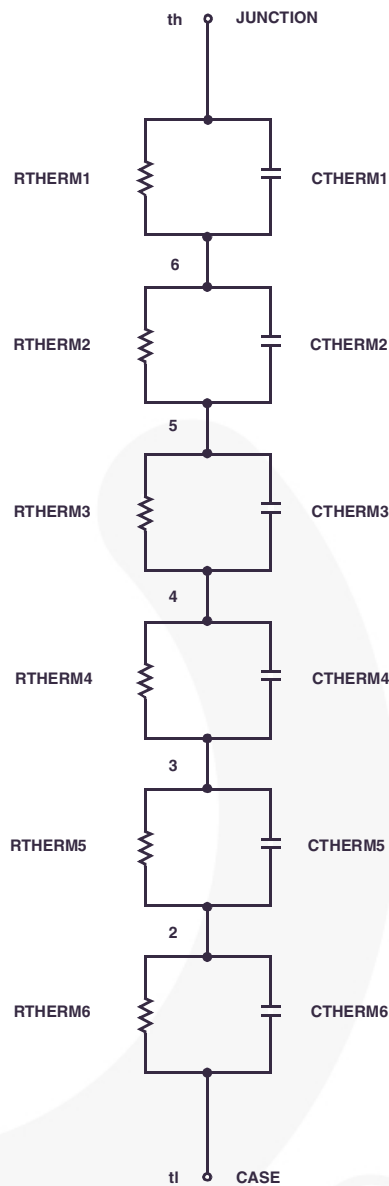 th JUNCTION
RTHERM1 CTHERM1
6
RTHERM2 CTHERM2
5
RTHERM3 CTHERM3
4
RTHERM4 CTHERM4
3
RTHERM5 CTHERM5
2
RTHERM6 CTHERM6
tl CASE